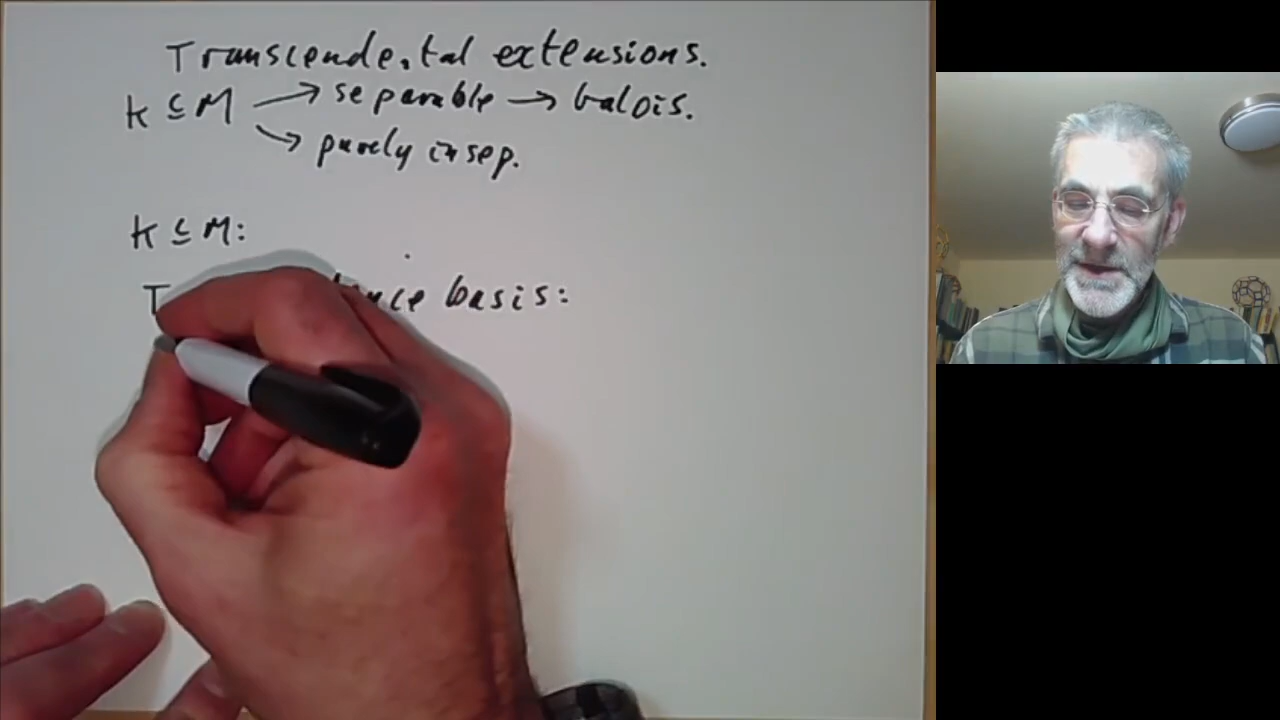 Transcendental extensions.
K ⊆ M → separable → Galois.
→ purely insep.
K ⊆ M:
basis: